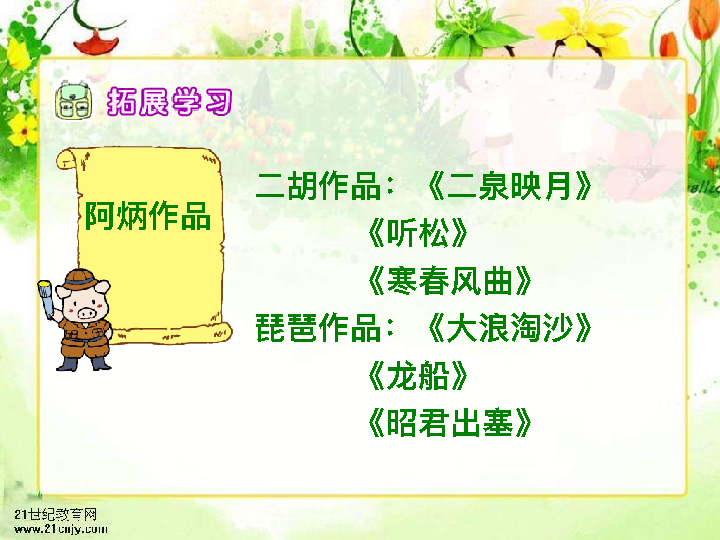 拓展学习
阿炳作品
二胡作品：《二泉映月》
《听松》
《寒春风曲》
琵琶作品：《大浪淘沙》
《龙船》
《昭君出塞》
21世纪教育网
www.21cnjy.com